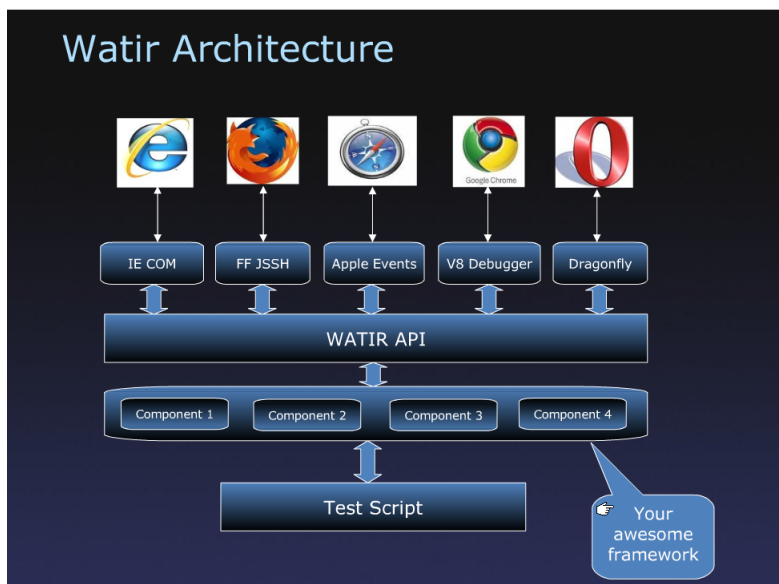 Watir Architecture
Google Chrome
IE COM
FF JSSH
Apple Events
V8 Debugger
Dragonfly
WATIR API
Component 1
Component 2
Component 3
Component 4
Test Script
Your
awesome
framework